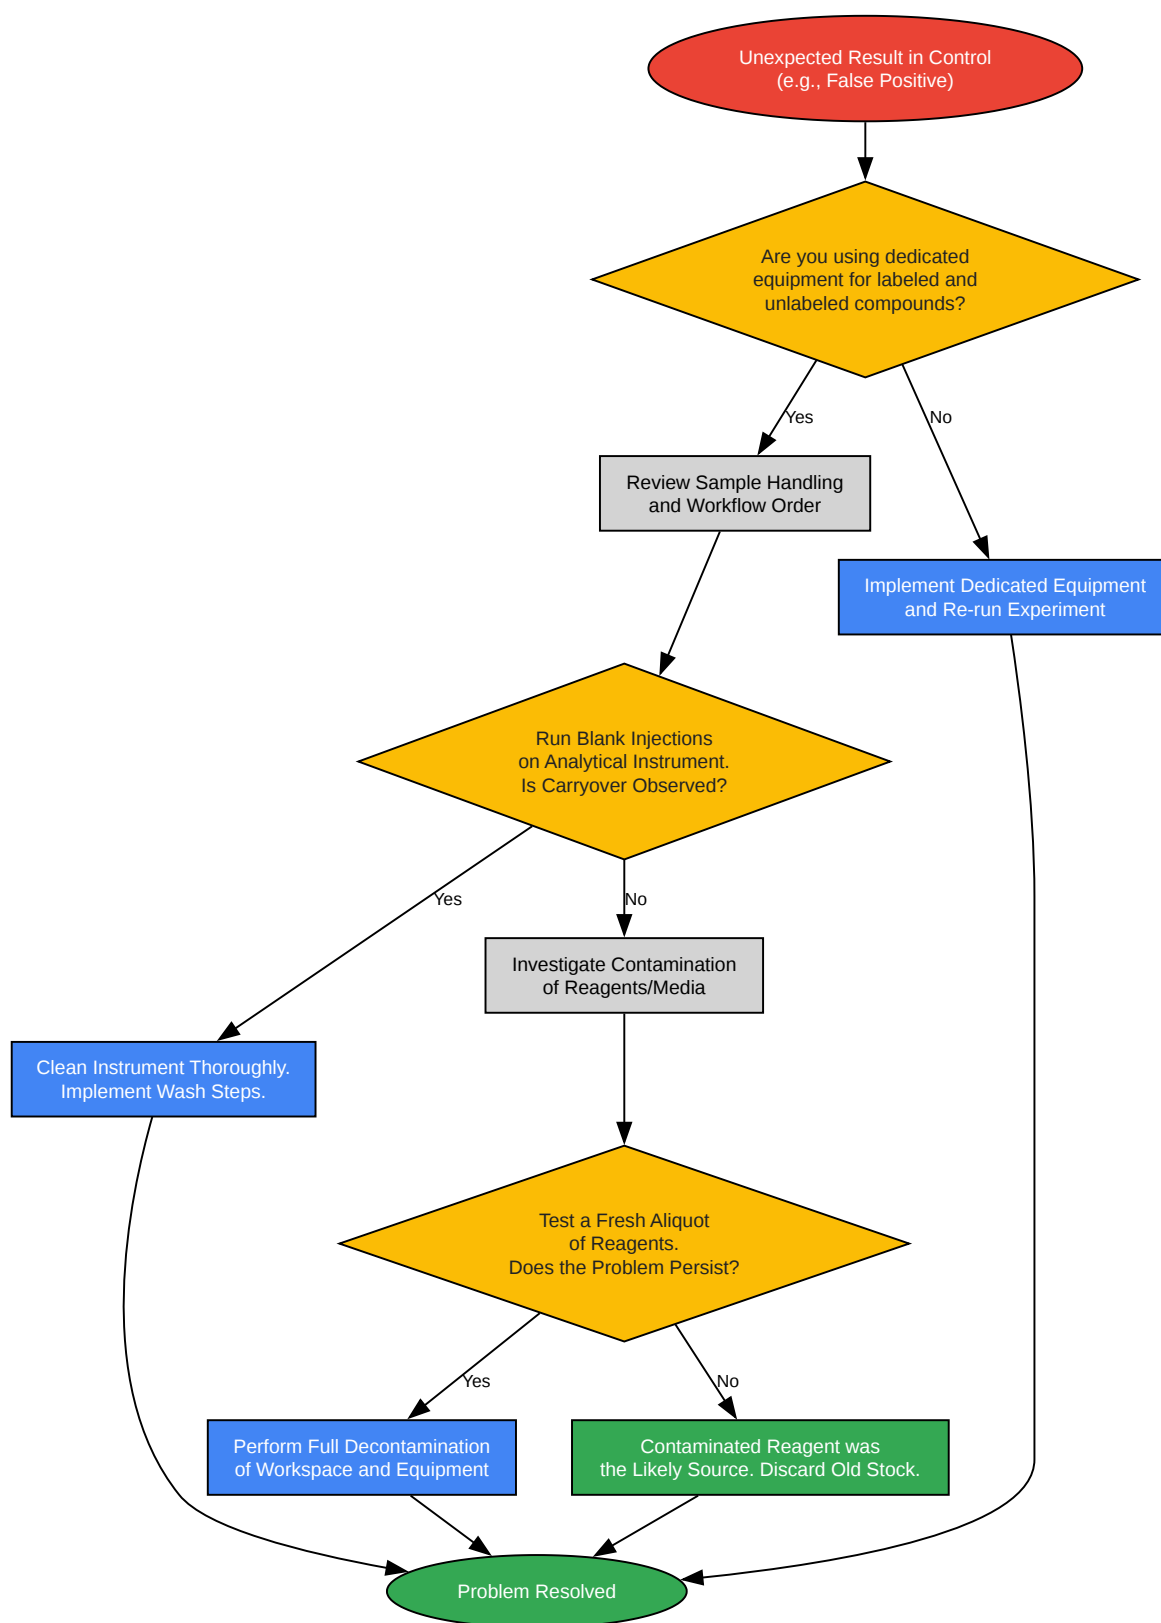 Unexpected Result in Control
(e.g., False Positive)
Are you using dedicated
equipment for labeled and
unlabeled compounds?
Yes
No
Review Sample Handling
and Workflow Order
Implement Dedicated Equipment
and Re-run Experiment
Run Blank Injections
on Analytical Instrument.
Is Carryover Observed?
Yes
No
Investigate Contamination
of Reagents/Media
Clean Instrument Thoroughly.
Implement Wash Steps.
Test a Fresh Aliquot
of Reagents.
Does the Problem Persist?
Yes
No
Perform Full Decontamination
of Workspace and Equipment
Contaminated Reagent was
the Likely Source. Discard Old Stock.
Problem Resolved